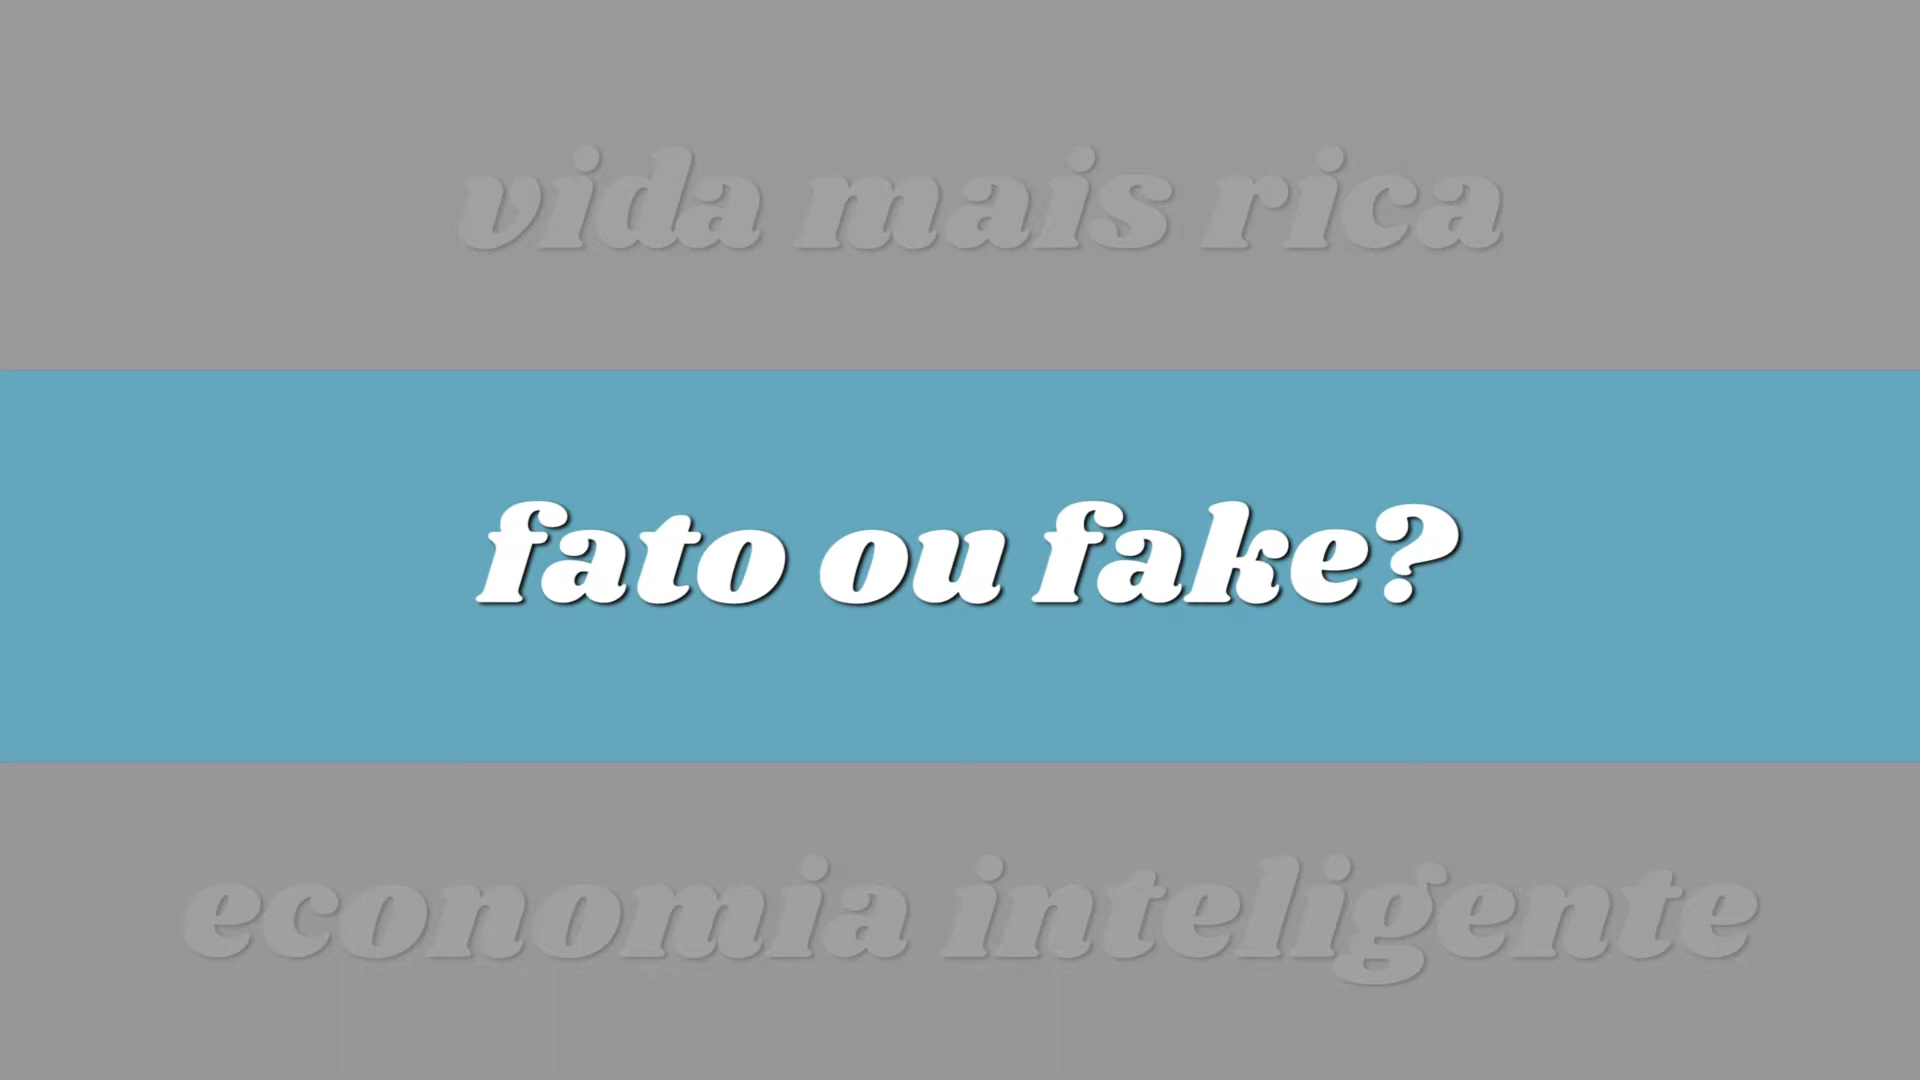 vida mais rica
fato ou fake?
economia inteligente